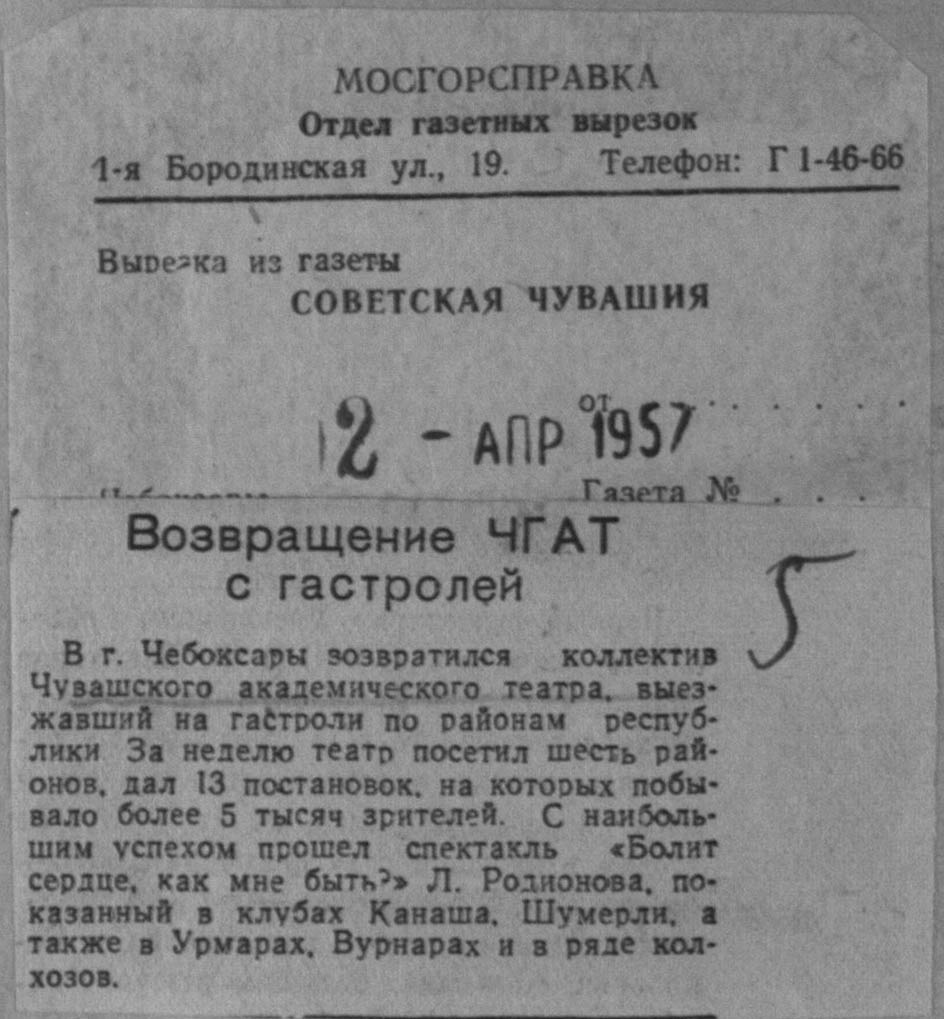 МОСГОРСПРАВКА
Отдел газетных вырезок
1-я Бородинская ул., 19. Телефон: Г 1-46-66
Вырезка из газеты
СОВЕТСКАЯ ЧУВАШИЯ
от . . . . . .
12 - АПР 1957
Газета № . . .
Возвращение ЧГАТ
с гастролей
5
В г. Чебоксары возвратился коллектив
Чувашского академического театра, выез-
жавший на гастроли по районам респуб-
лики За неделю театр посетил шесть рай-
онов, дал 13 постановок, на которых побы-
вало более 5 тысяч зрителей. С наиболь-
шим успехом прошел спектакль «Болит
сердце, как мне быть?» Л. Родионова, по-
казанный в клубах Канаша, Шумерли, а
также в Урмарах, Вурнарах и в ряде кол-
хозов.